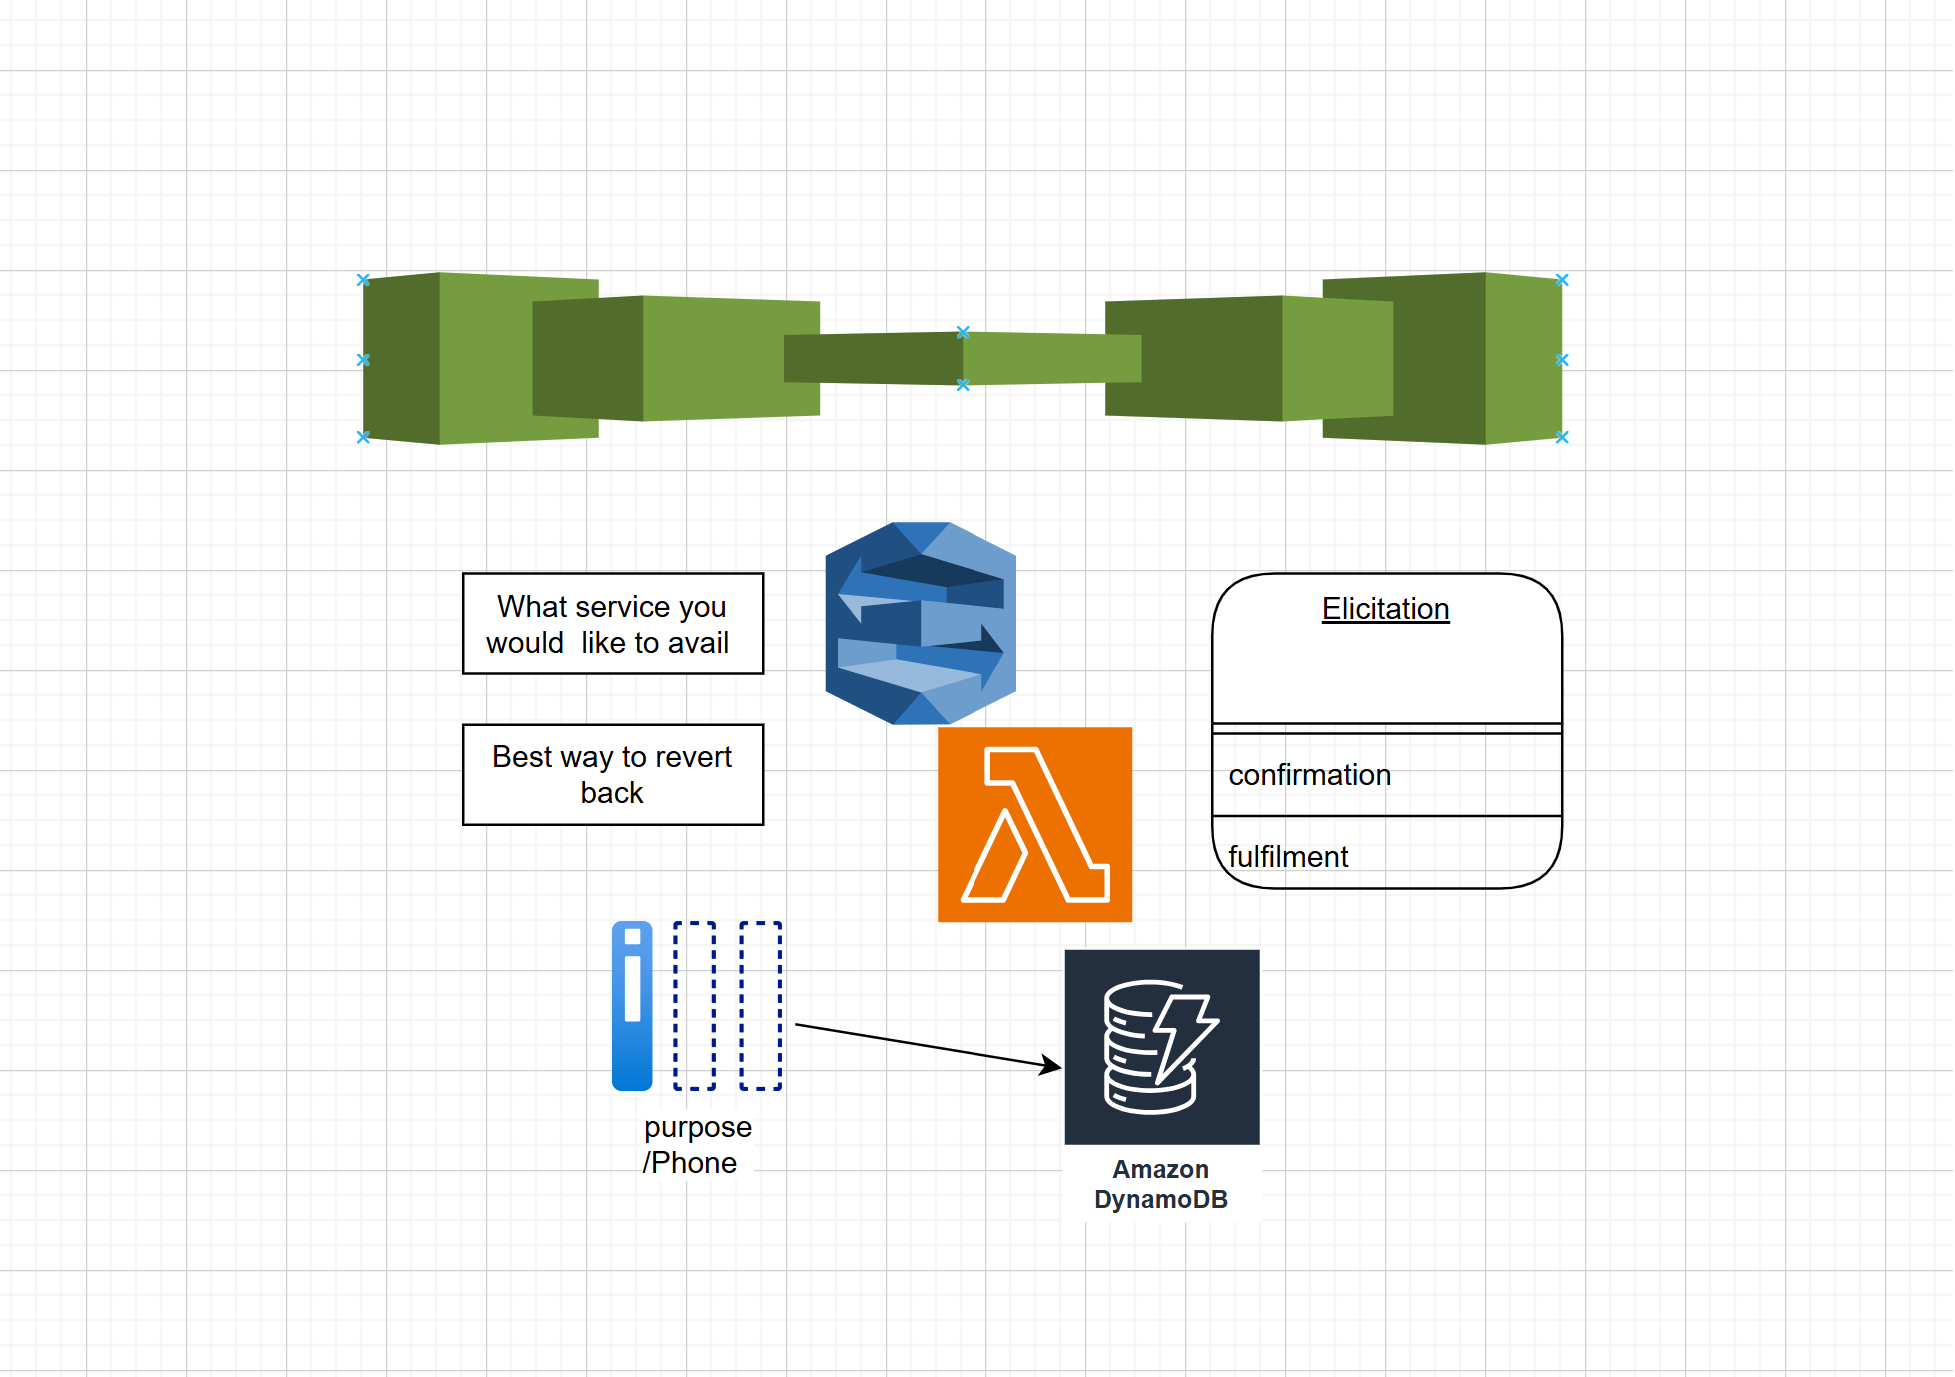 What service you
would  like to avail
Best way to revert
back
Elicitation
confirmation
fulfilment
purpose
/Phone
Amazon
DynamoDB